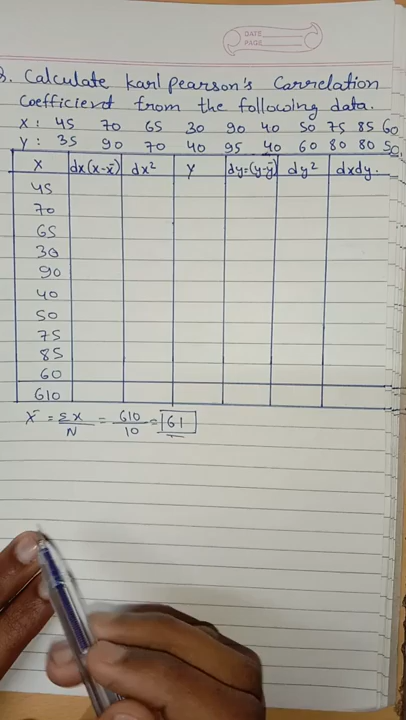 DATE
PAGE
3. Calculate Karl Pearson's Correlation
Coefficient from the following data.
X: 45 70 65 30 90 40 50 75 85 60
Y: 35 90 70 40 95 40 60 80 80 50.
X dx(x-x̄) dx² Y dy=(y-ȳ) dy² dxdy.
45
70
65
30
90
40
50
75
85
60
610
X̄ = ΣX/N = 610/10 = 61